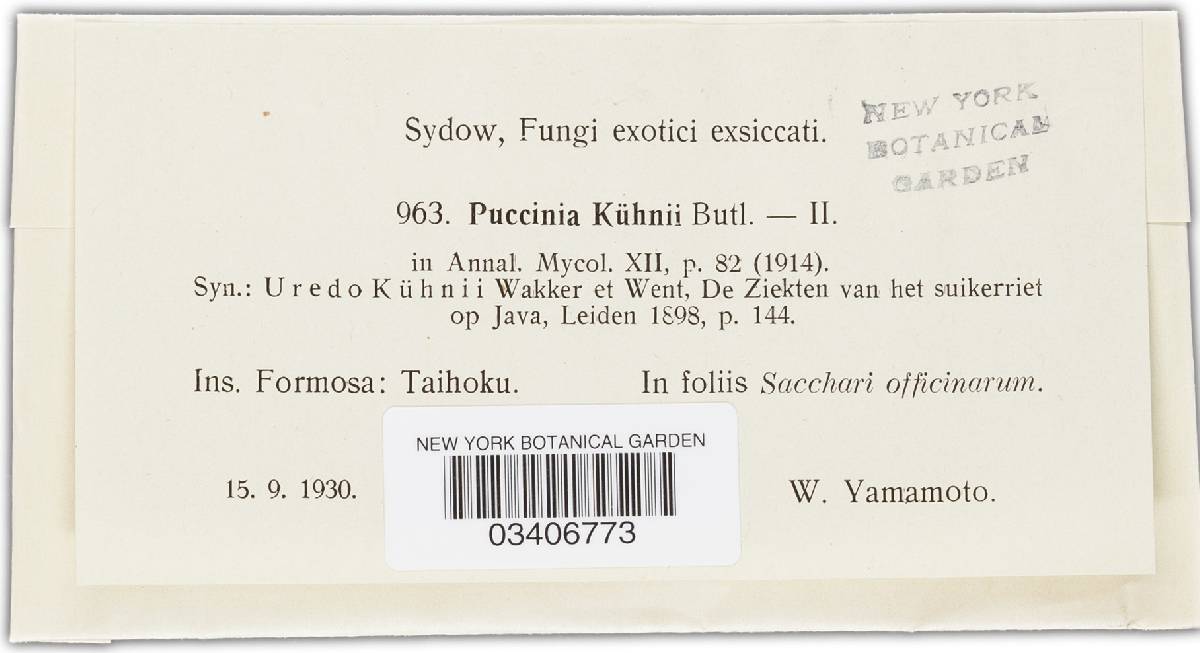 NEW YORK
BOTANICAL
GARDEN
Sydow, Fungi exotici exsiccati.
963. Puccinia Kühnii Butl. — II.
in Annal. Mycol. XII, p. 82 (1914).
Syn.: Uredo Kühnii Wakker et Went, De Ziekten van het suikerriet
op Java, Leiden 1898, p. 144.
Ins. Formosa: Taihoku. In foliis Sacchari officinarum.
NEW YORK BOTANICAL GARDEN
03406773
15. 9. 1930. W. Yamamoto.